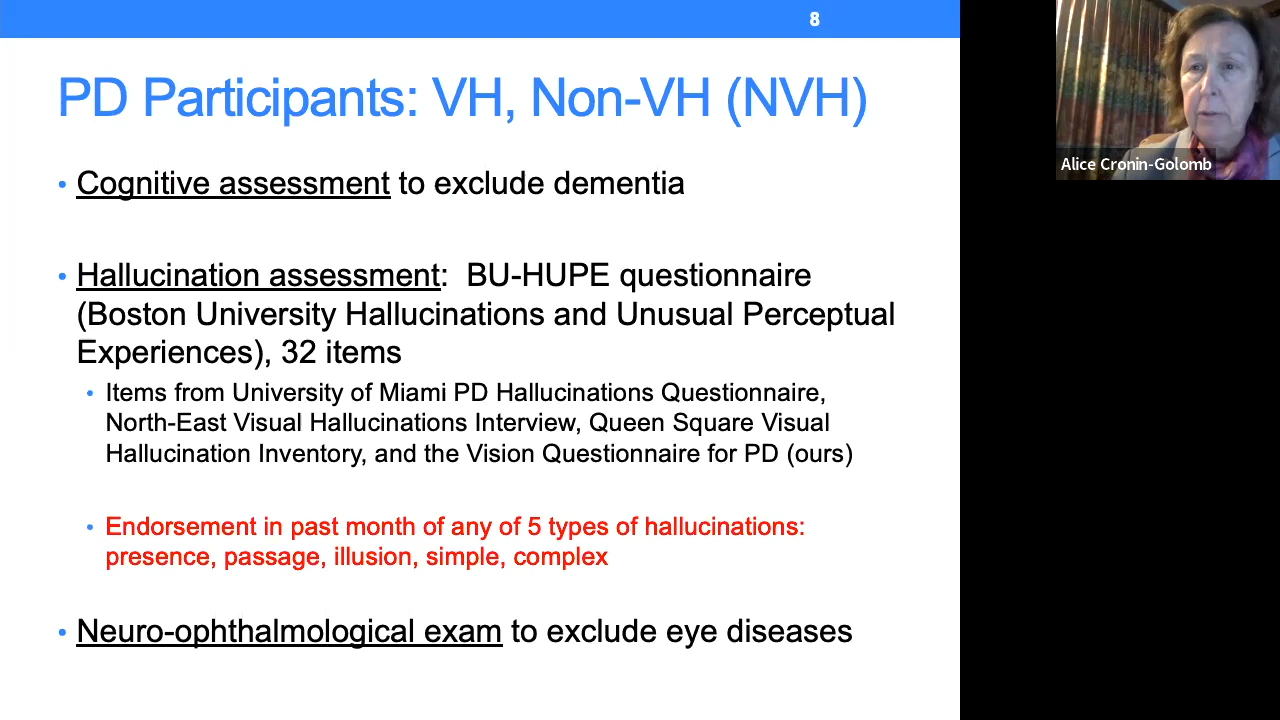 8
PD Participants: VH, Non-VH (NVH)
• Cognitive assessment to exclude dementia
• Hallucination assessment:  BU-HUPE questionnaire
(Boston University Hallucinations and Unusual Perceptual
Experiences), 32 items
• Items from University of Miami PD Hallucinations Questionnaire,
North-East Visual Hallucinations Interview, Queen Square Visual
Hallucination Inventory, and the Vision Questionnaire for PD (ours)
• Endorsement in past month of any of 5 types of hallucinations:
presence, passage, illusion, simple, complex
• Neuro-ophthalmological exam to exclude eye diseases
Alice Cronin-Golomb